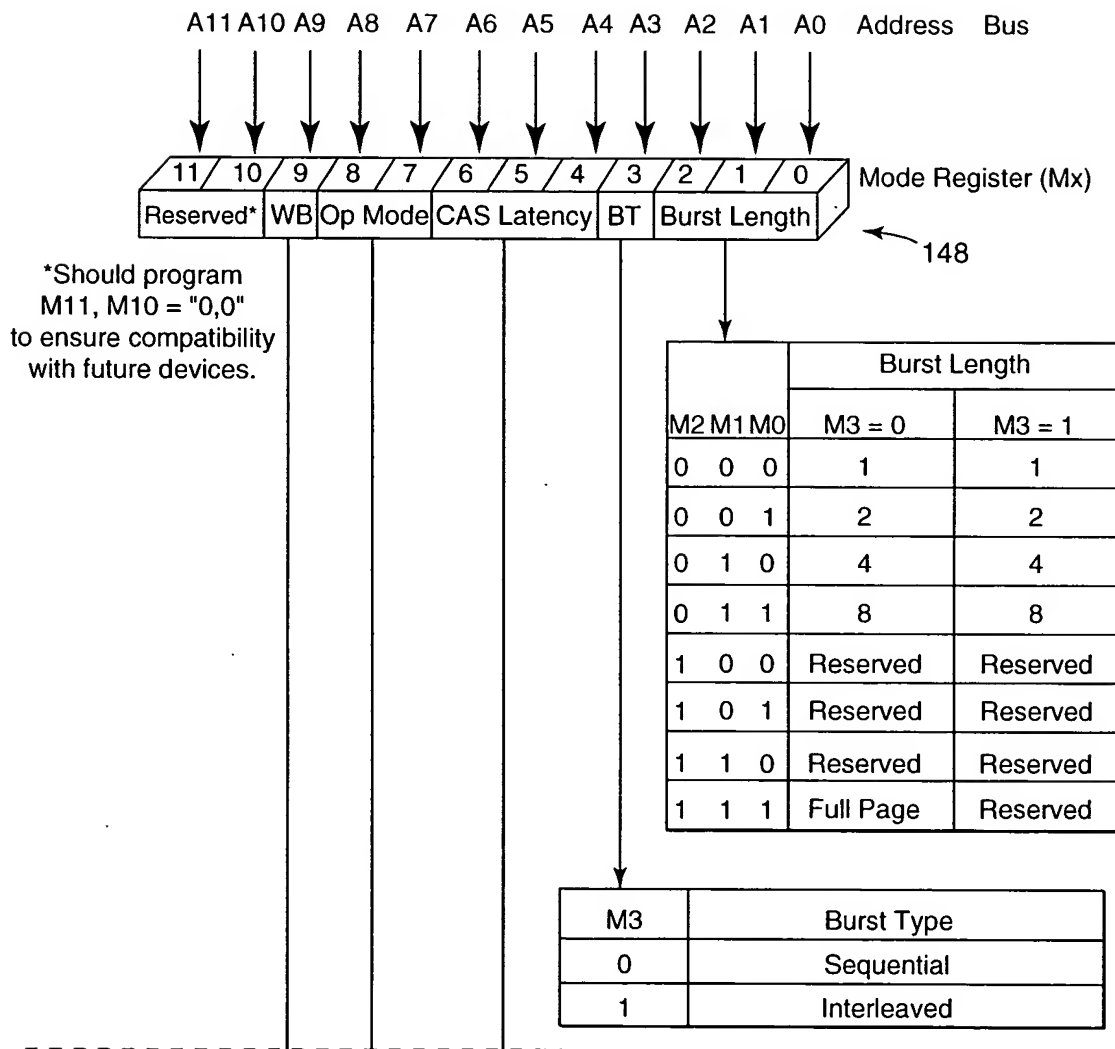 A11 A10 A9 A8 A7 A6 A5 A4 A3 A2 A1 A0 Address Bus
11 10 9 8 7 6 5 4 3 2 1 0 Mode Register (Mx)
Reserved* WB Op Mode CAS Latency BT Burst Length
148
*Should program
M11, M10 = "0,0"
to ensure compatibility
with future devices.
Burst Length
M2 M1 M0 M3 = 0 M3 = 1
0 0 0 1 1
0 0 1 2 2
0 1 0 4 4
0 1 1 8 8
1 0 0 Reserved Reserved
1 0 1 Reserved Reserved
1 1 0 Reserved Reserved
1 1 1 Full Page Reserved
M3 Burst Type
0 Sequential
1 Interleaved